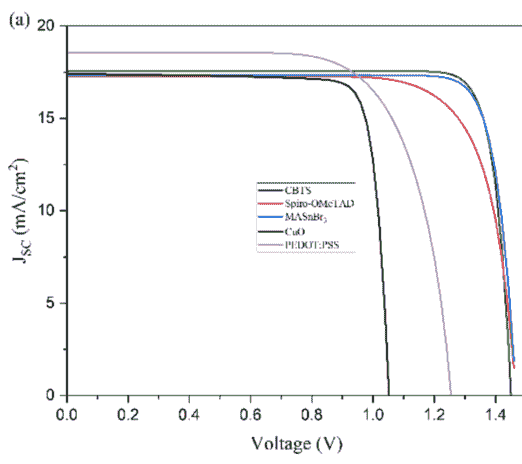 (a)
20
15
10
5
0
J_SC (mA/cm²)
CBTS
Spiro-OMeTAD
MASnBr₃
CuO
PEDOT:PSS
0.0 0.2 0.4 0.6 0.8 1.0 1.2 1.4
Voltage (V)